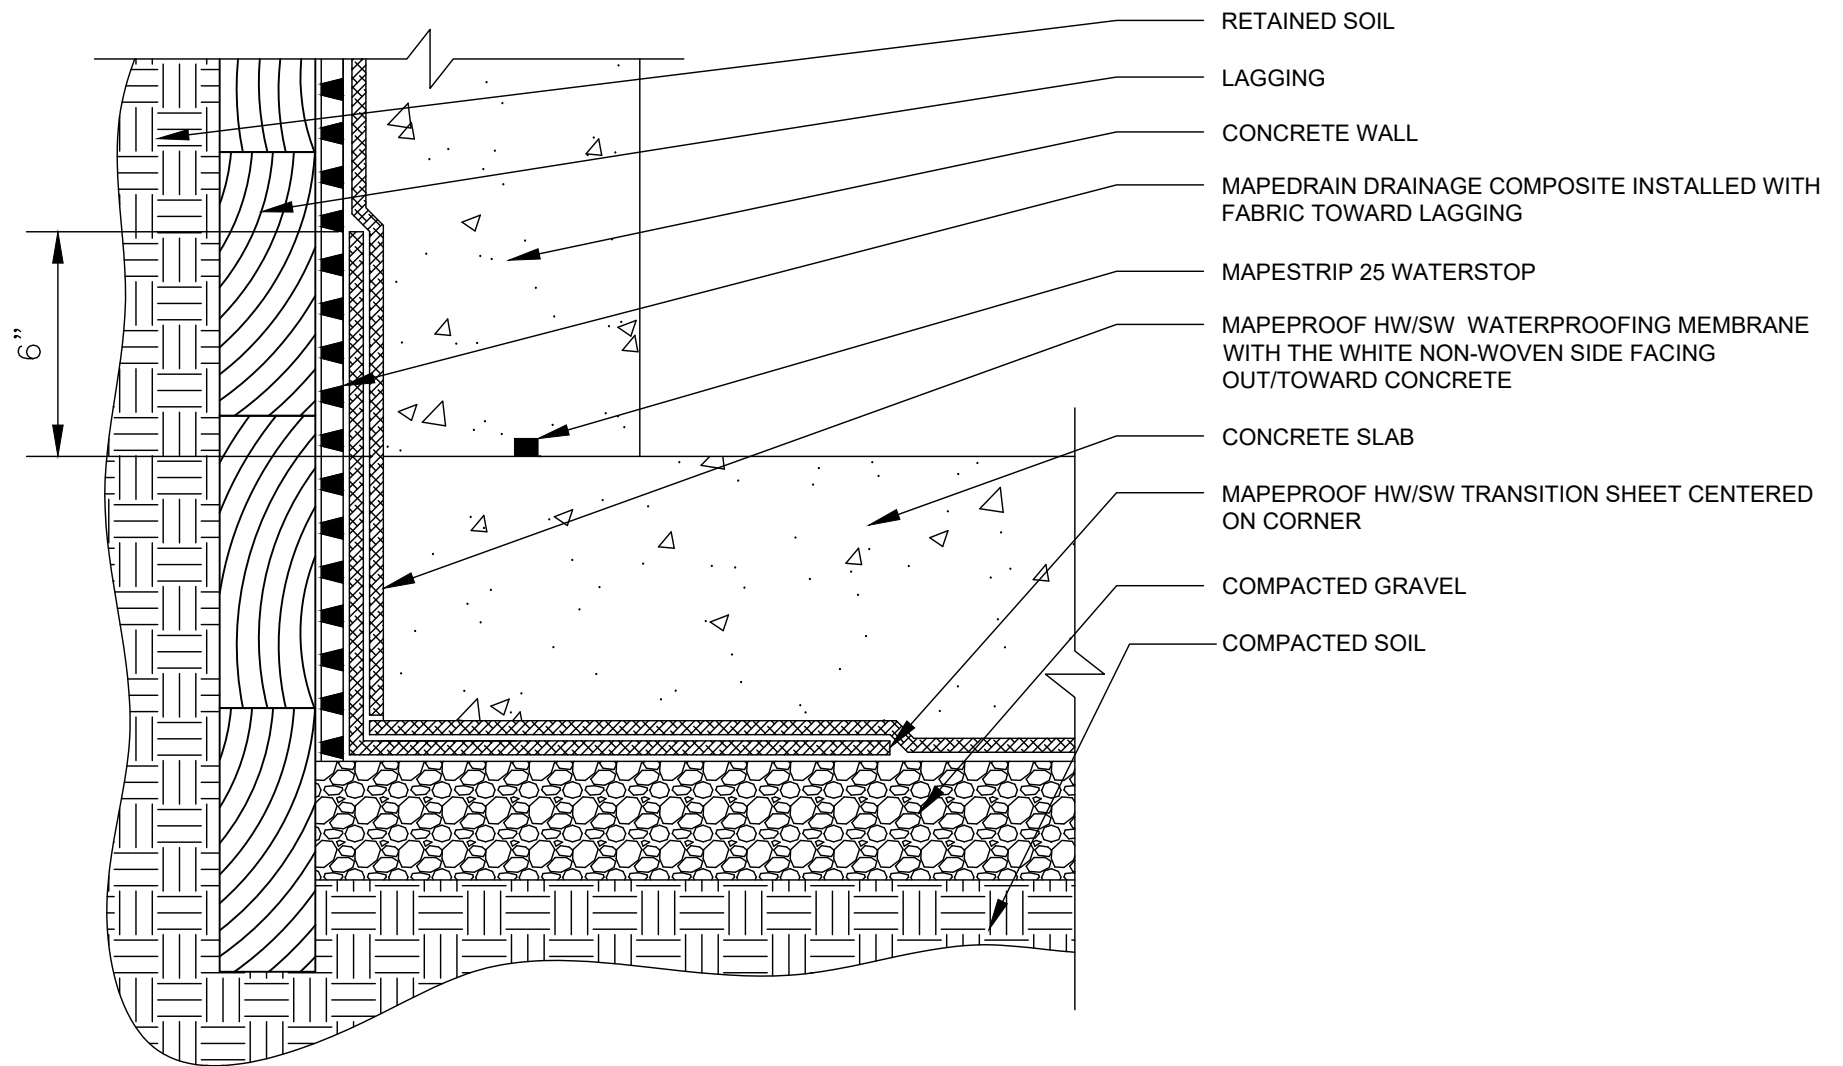 RETAINED SOIL
LAGGING
CONCRETE WALL
MAPEDRAIN DRAINAGE COMPOSITE INSTALLED WITH
FABRIC TOWARD LAGGING
MAPESTRIP 25 WATERSTOP
MAPEPROOF HW/SW WATERPROOFING MEMBRANE
WITH THE WHITE NON-WOVEN SIDE FACING
OUT/TOWARD CONCRETE
CONCRETE SLAB
MAPEPROOF HW/SW TRANSITION SHEET CENTERED
ON CORNER
COMPACTED GRAVEL
COMPACTED SOIL
6”